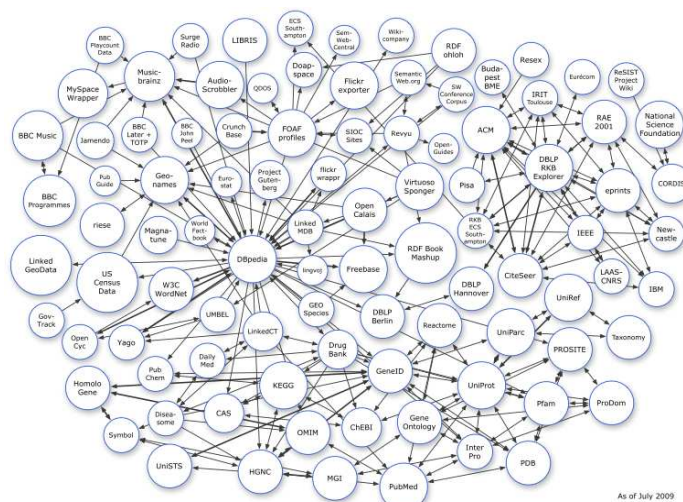 BBC
Playcount
Data
Surge
Radio
LIBRIS
ECS
South-
ampton
Sem-
Web-
Central
Wiki-
company
RDF
ohloh
Music-
brainz
Doap-
space
Resex
MySpace
Wrapper
Audio-
Scrobbler
QDOS
Flickr
exporter
Semantic
Web.org
SW
Conference
Corpus
Buda-
pest
BME
IRIT
Toulouse
Eurécom
ReSIST
Project
Wiki
BBC Music
Jamendo
BBC
Later +
TOTP
BBC
John
Peel
Crunch
Base
FOAF
profiles
SIOC
Sites
Revyu
Open-
Guides
ACM
RAE
2001
National
Science
Foundation
DBLP
RKB
Explorer
Pub
Guide
Geo-
names
Euro-
stat
Project
Guten-
berg
flickr
wrappr
Virtuoso
Sponger
Pisa
eprints
CORDIS
BBC
Programmes
Open
Calais
riese
Magna-
tune
World
Fact-
book
Linked
MDB
RKB
ECS
South-
ampton
IEEE
New-
castle
RDF Book
Mashup
Linked
GeoData
US
Census
Data
DBpedia
lingvoj
Freebase
CiteSeer
LAAS-
CNRS
IBM
W3C
WordNet
DBLP
Hannover
Gov-
Track
UMBEL
GEO
Species
DBLP
Berlin
UniRef
Open
Cyc
Yago
LinkedCT
Reactome
UniParc
Taxonomy
Drug
Bank
PROSITE
Daily
Med
Pub
Chem
Homolo
Gene
KEGG
GeneID
UniProt
Pfam
ProDom
Disea-
some
CAS
ChEBI
Gene
Ontology
Symbol
OMIM
Inter
Pro
UniSTS
HGNC
MGI
PubMed
PDB
As of July 2009